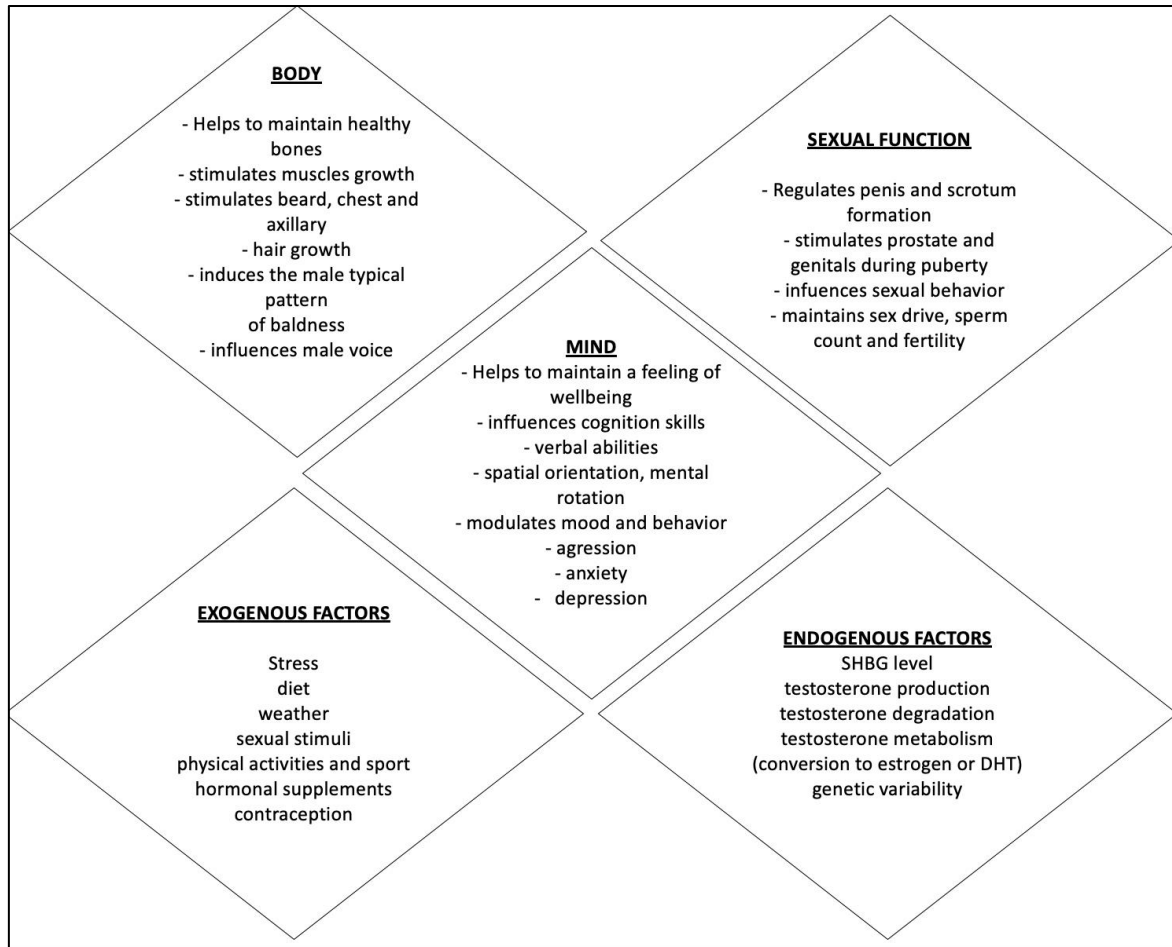 BODY
- Helps to maintain healthy
bones
- stimulates muscles growth
- stimulates beard, chest and
axillary
- hair growth
- induces the male typical
pattern
of baldness
- influences male voice
SEXUAL FUNCTION
- Regulates penis and scrotum
formation
- stimulates prostate and
genitals during puberty
- infuences sexual behavior
- maintains sex drive, sperm
count and fertility
MIND
- Helps to maintain a feeling of
wellbeing
- inffuences cognition skills
- verbal abilities
- spatial orientation, mental
rotation
- modulates mood and behavior
- agression
- anxiety
- depression
EXOGENOUS FACTORS
Stress
diet
weather
sexual stimuli
physical activities and sport
hormonal supplements
contraception
ENDOGENOUS FACTORS
SHBG level
testosterone production
testosterone degradation
testosterone metabolism
(conversion to estrogen or DHT)
genetic variability